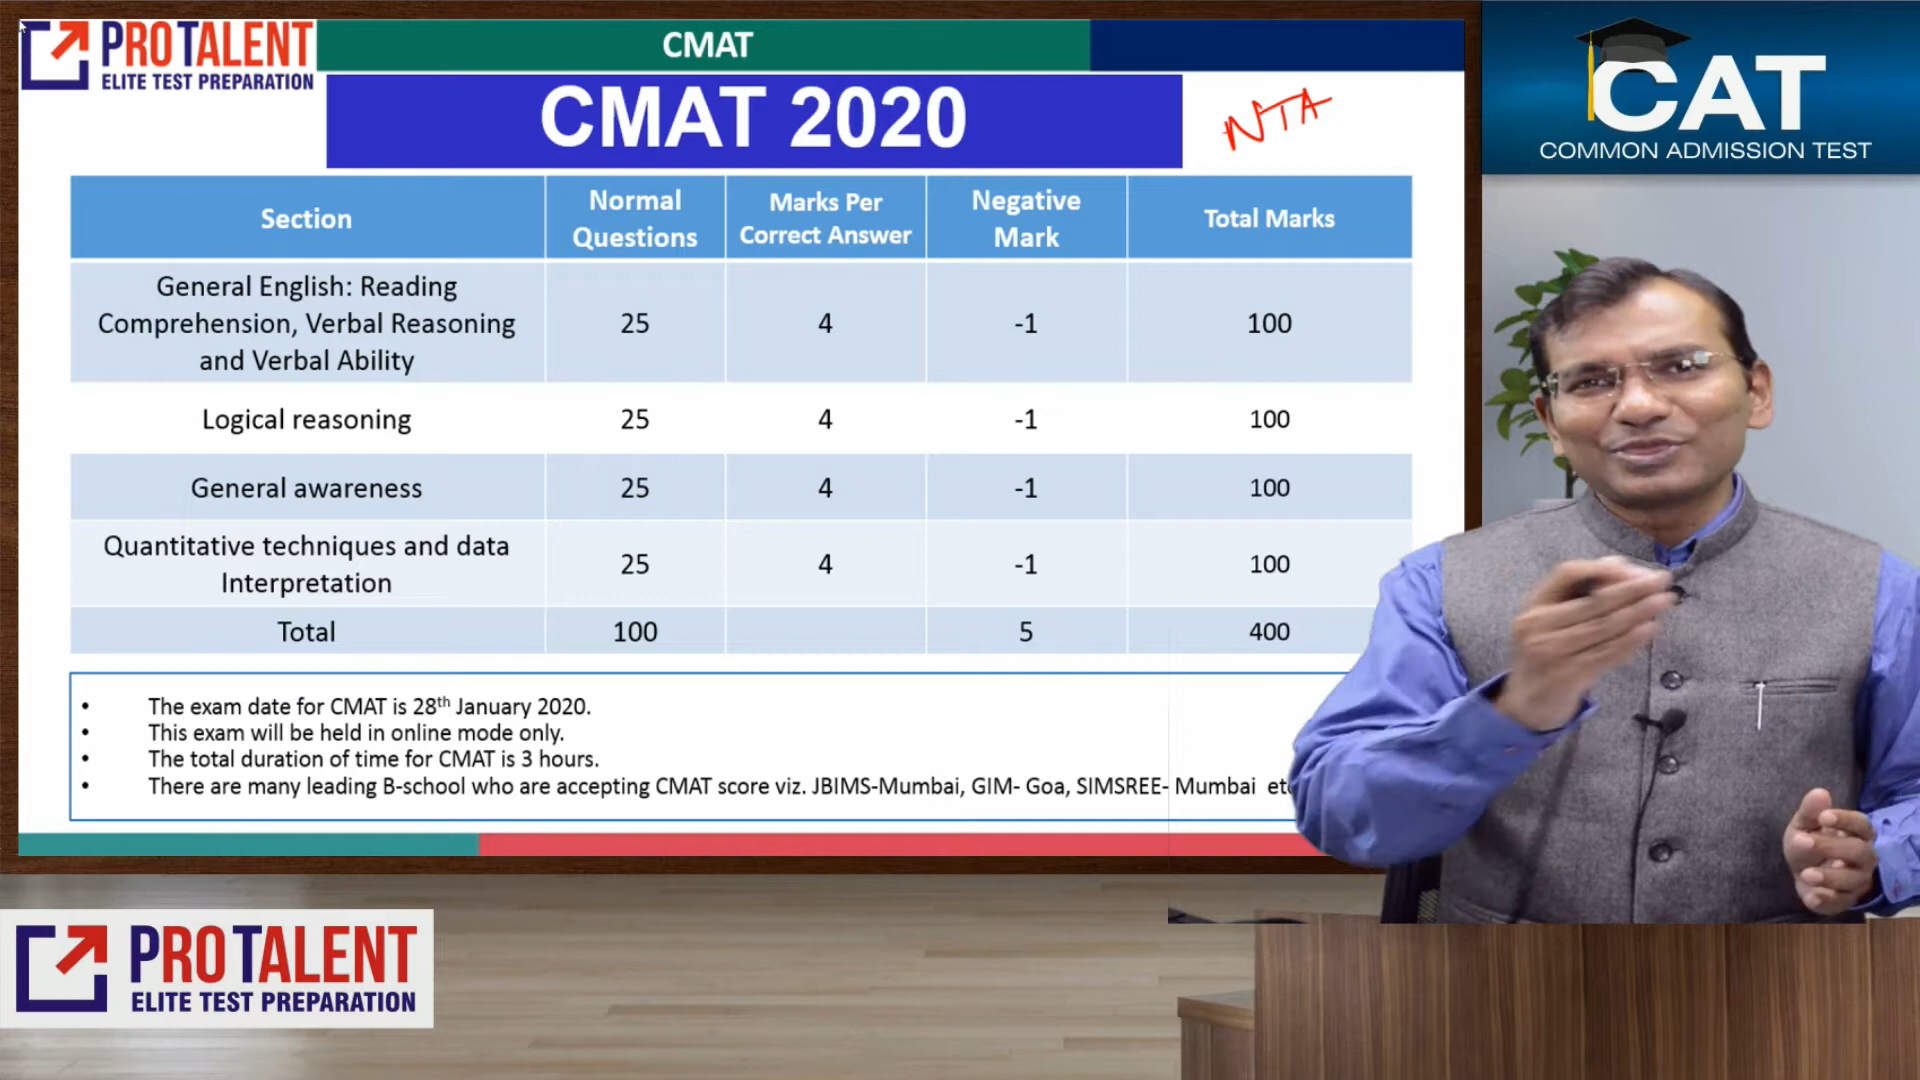 PROTALENT
ELITE TEST PREPARATION
CMAT
CMAT 2020
NTA
CAT
COMMON ADMISSION TEST
Section
Normal
Questions
Marks Per
Correct Answer
Negative
Mark
Total Marks
General English: Reading
Comprehension, Verbal Reasoning
and Verbal Ability
25
4
-1
100
Logical reasoning
25
4
-1
100
General awareness
25
4
-1
100
Quantitative techniques and data
Interpretation
25
4
-1
100
Total
100
5
400
• The exam date for CMAT is 28th January 2020.
• This exam will be held in online mode only.
• The total duration of time for CMAT is 3 hours.
• There are many leading B-school who are accepting CMAT score viz. JBIMS-Mumbai, GIM- Goa, SIMSREE- Mumbai etc
PROTALENT
ELITE TEST PREPARATION